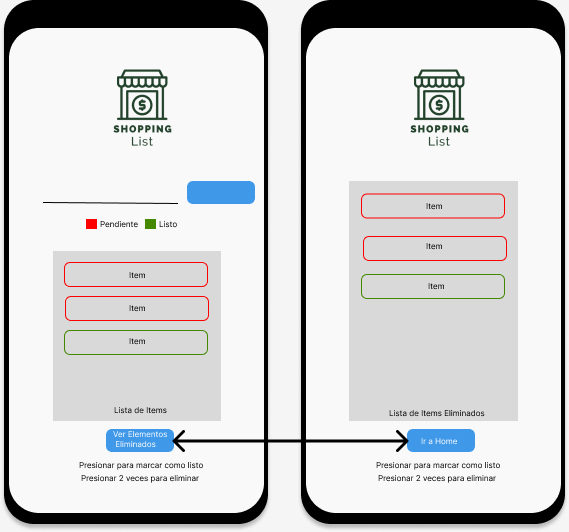 SHOPPING
List
Pendiente
Listo
Item
Item
Item
Lista de Items
Ver Elementos
Eliminados
Presionar para marcar como listo
Presionar 2 veces para eliminar
SHOPPING
List
Item
Item
Item
Lista de Items Eliminados
Ir a Home
Presionar para marcar como listo
Presionar 2 veces para eliminar